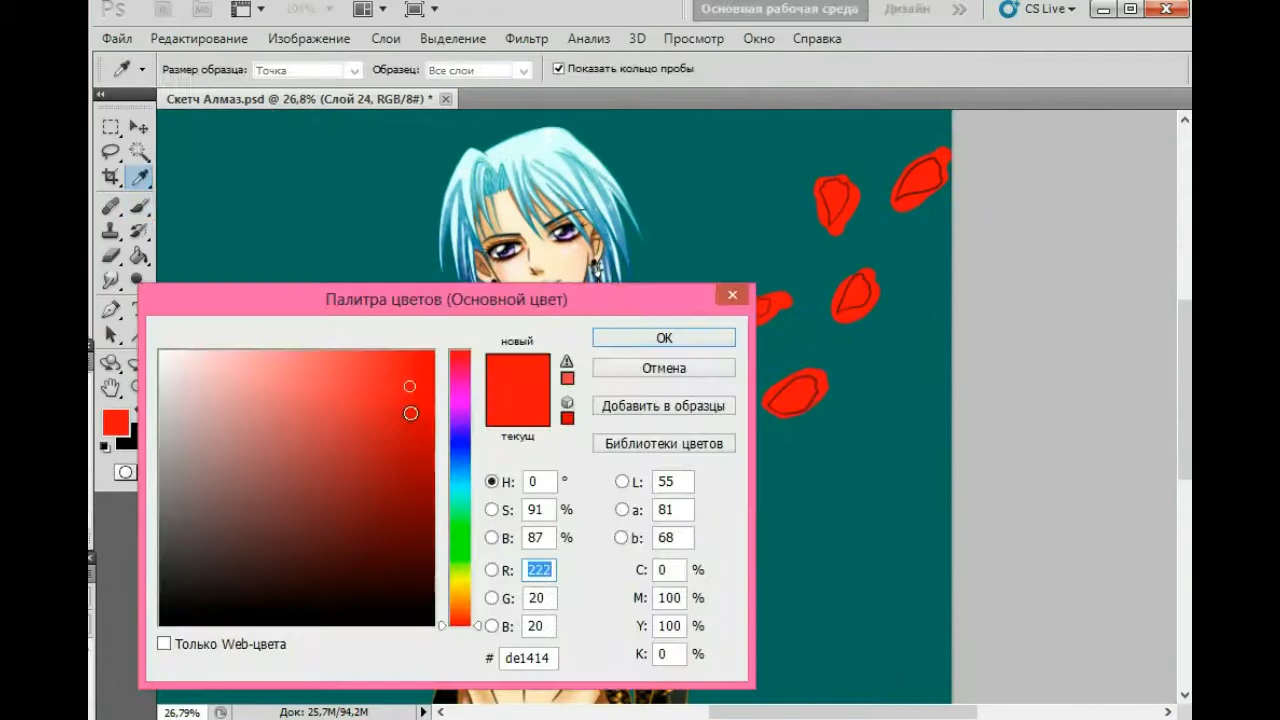 Ps Br Mb 100% Основная рабочая среда Дизайн CS Live
Файл Редактирование Изображение Слои Выделение Фильтр Анализ 3D Просмотр Окно Справка
Размер образца: Точка Образец: Все слои Показать кольцо пробы
Скетч Алмаз.psd @ 26,8% (Слой 24, RGB/8#) *
Палитра цветов (Основной цвет)
новый
текущ
OK
Отмена
Добавить в образцы
Библиотеки цветов
H: 0 ° L: 55
S: 91 % a: 81
B: 87 % b: 68
R: 222 C: 0 %
G: 20 M: 100 %
B: 20 Y: 100 %
# de1414 K: 0 %
Только Web-цвета
26,79% Док: 25,7M/94,2M